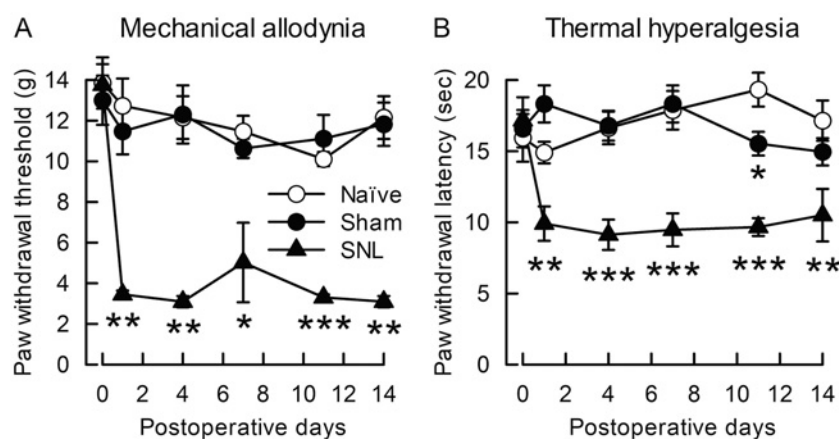 A Mechanical allodynia
Paw withdrawal threshold (g)
14
12
10
8
6
4
2
0
Naïve
Sham
SNL
** ** * *** **
0 2 4 6 8 10 12 14
Postoperative days
B Thermal hyperalgesia
Paw withdrawal latency (sec)
20
15
10
5
0
*
** *** *** *** **
0 2 4 6 8 10 12 14
Postoperative days